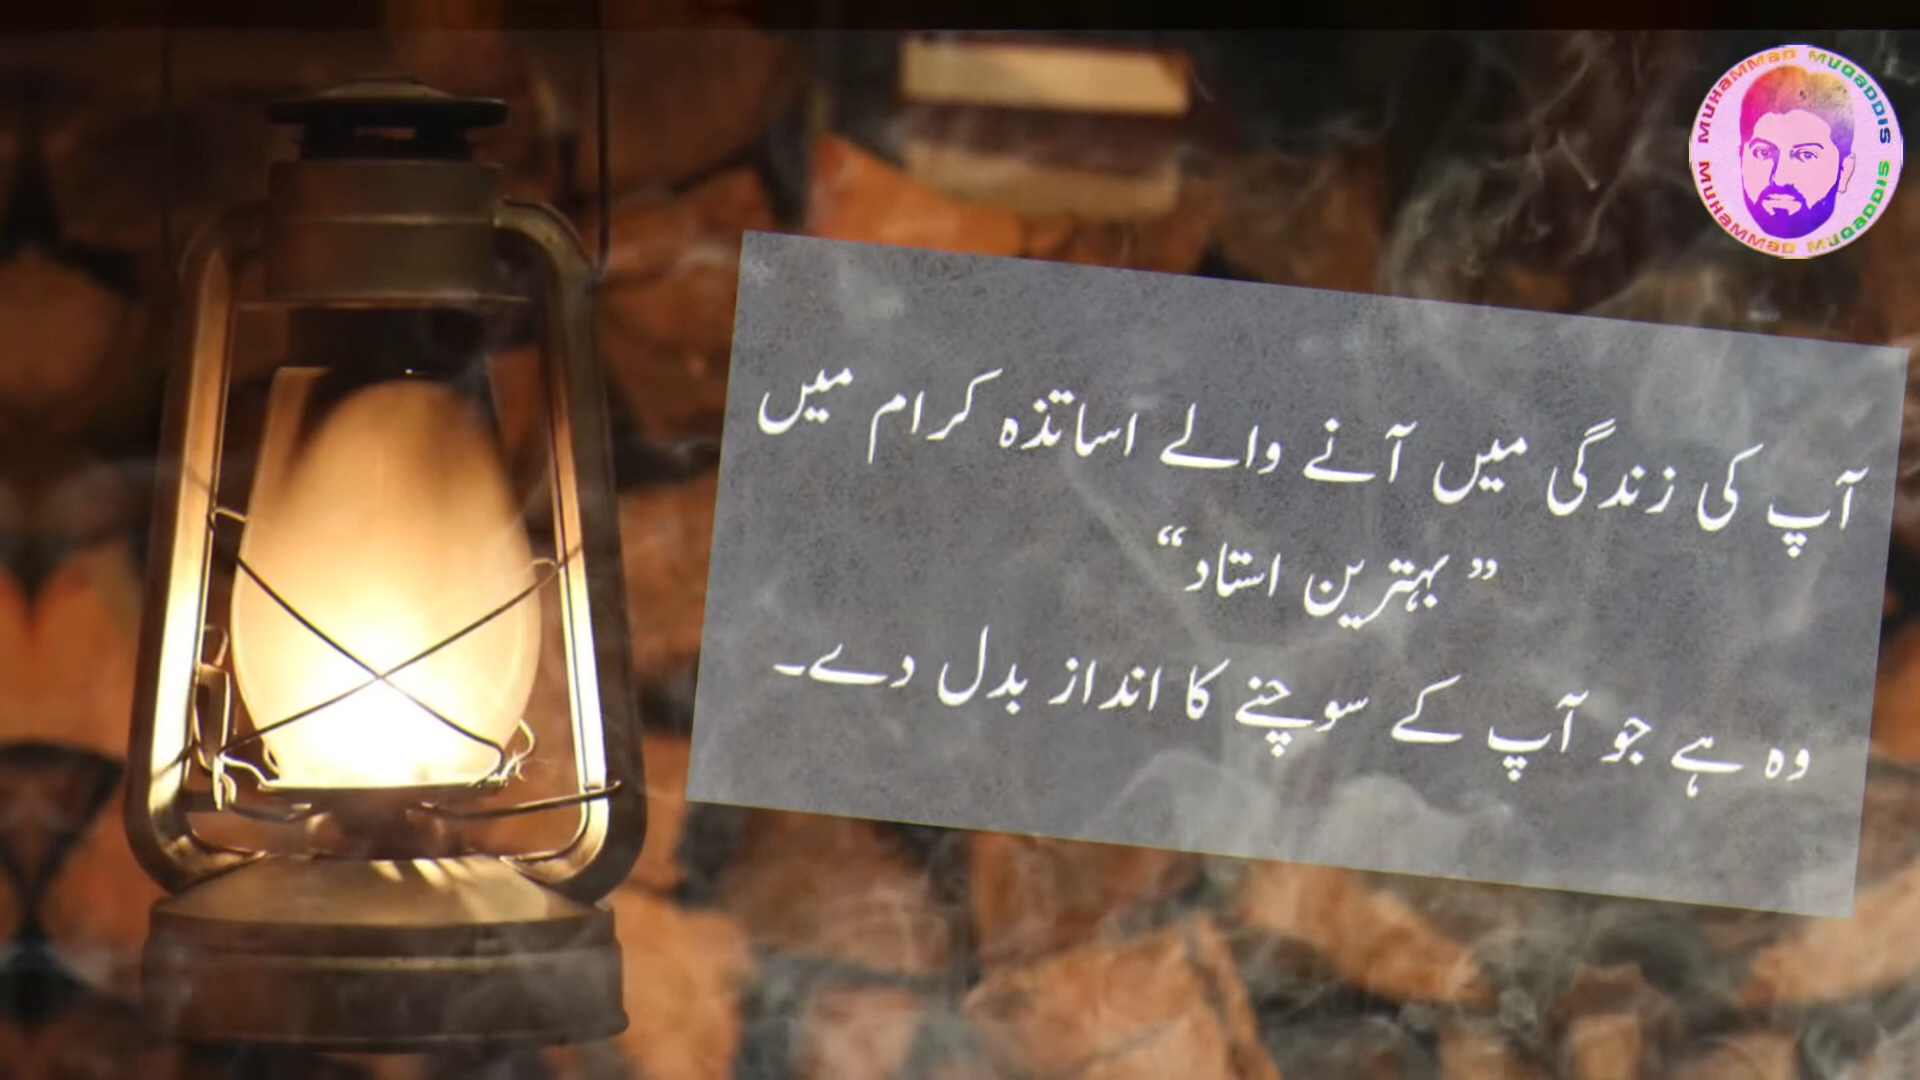 آپ کی زندگی میں آنے والے اساتذہ کرام میں
” بہترین استاد “
وہ ہے جو آپ کے سوچنے کا انداز بدل دے۔
MUHAMMAD MUQADDIS
MUHAMMAD MUQADDIS